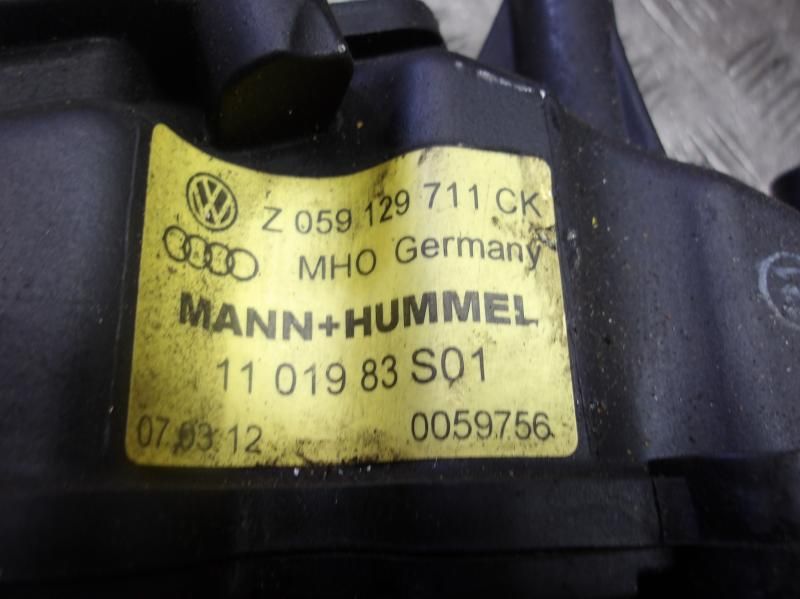 Z 059 129 711 CK
MHO Germany
MANN+HUMMEL
11 019 83 S01
07.03.12 0059756